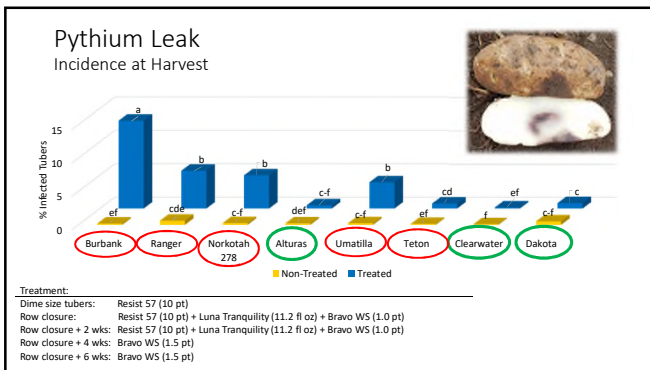 Pythium Leak
Incidence at Harvest
% Infected Tubers
15
10
5
0
a
b
b
c-f
b
cd
ef
c
ef
cde
c-f
def
c-f
ef
f
c-f
Burbank
Ranger
Norkotah
278
Alturas
Umatilla
Teton
Clearwater
Dakota
Non-Treated
Treated
Treatment:
Dime size tubers: Resist 57 (10 pt)
Row closure: Resist 57 (10 pt) + Luna Tranquility (11.2 fl oz) + Bravo WS (1.0 pt)
Row closure + 2 wks: Resist 57 (10 pt) + Luna Tranquility (11.2 fl oz) + Bravo WS (1.0 pt)
Row closure + 4 wks: Bravo WS (1.5 pt)
Row closure + 6 wks: Bravo WS (1.5 pt)